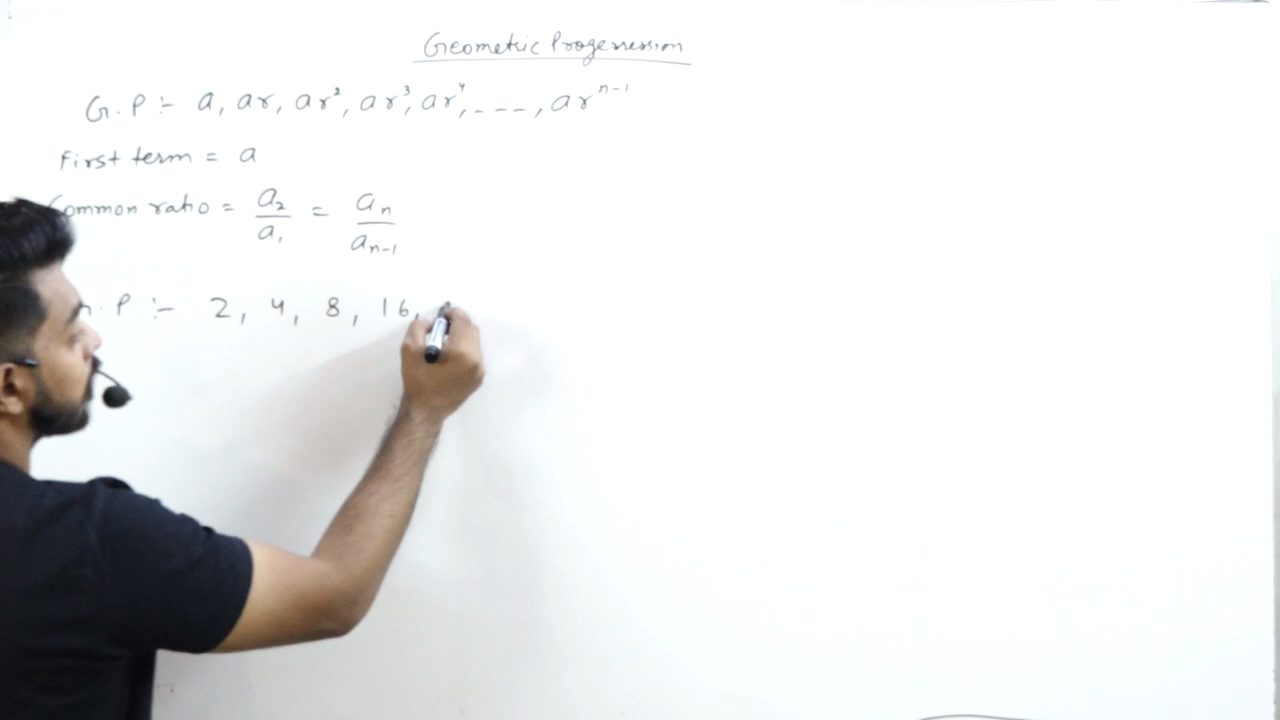 Geometric Progression
G.P :- a, ar, ar², ar³, ar⁴, - - - -, arⁿ⁻¹
First term = a
Common ratio = a₂/a₁ = aₙ/aₙ₋₁
G.P :- 2, 4, 8, 16,